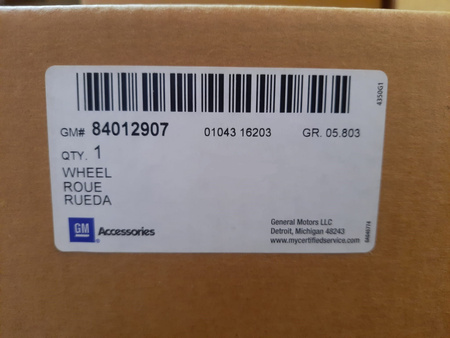 GM# 84012907 01043 16203 GR. 05.803
QTY. 1
WHEEL
ROUE
RUEDA
GM Accessories
General Motors LLC
Detroit, Michigan 48243
www.mycertifiedservice.com
4350G1